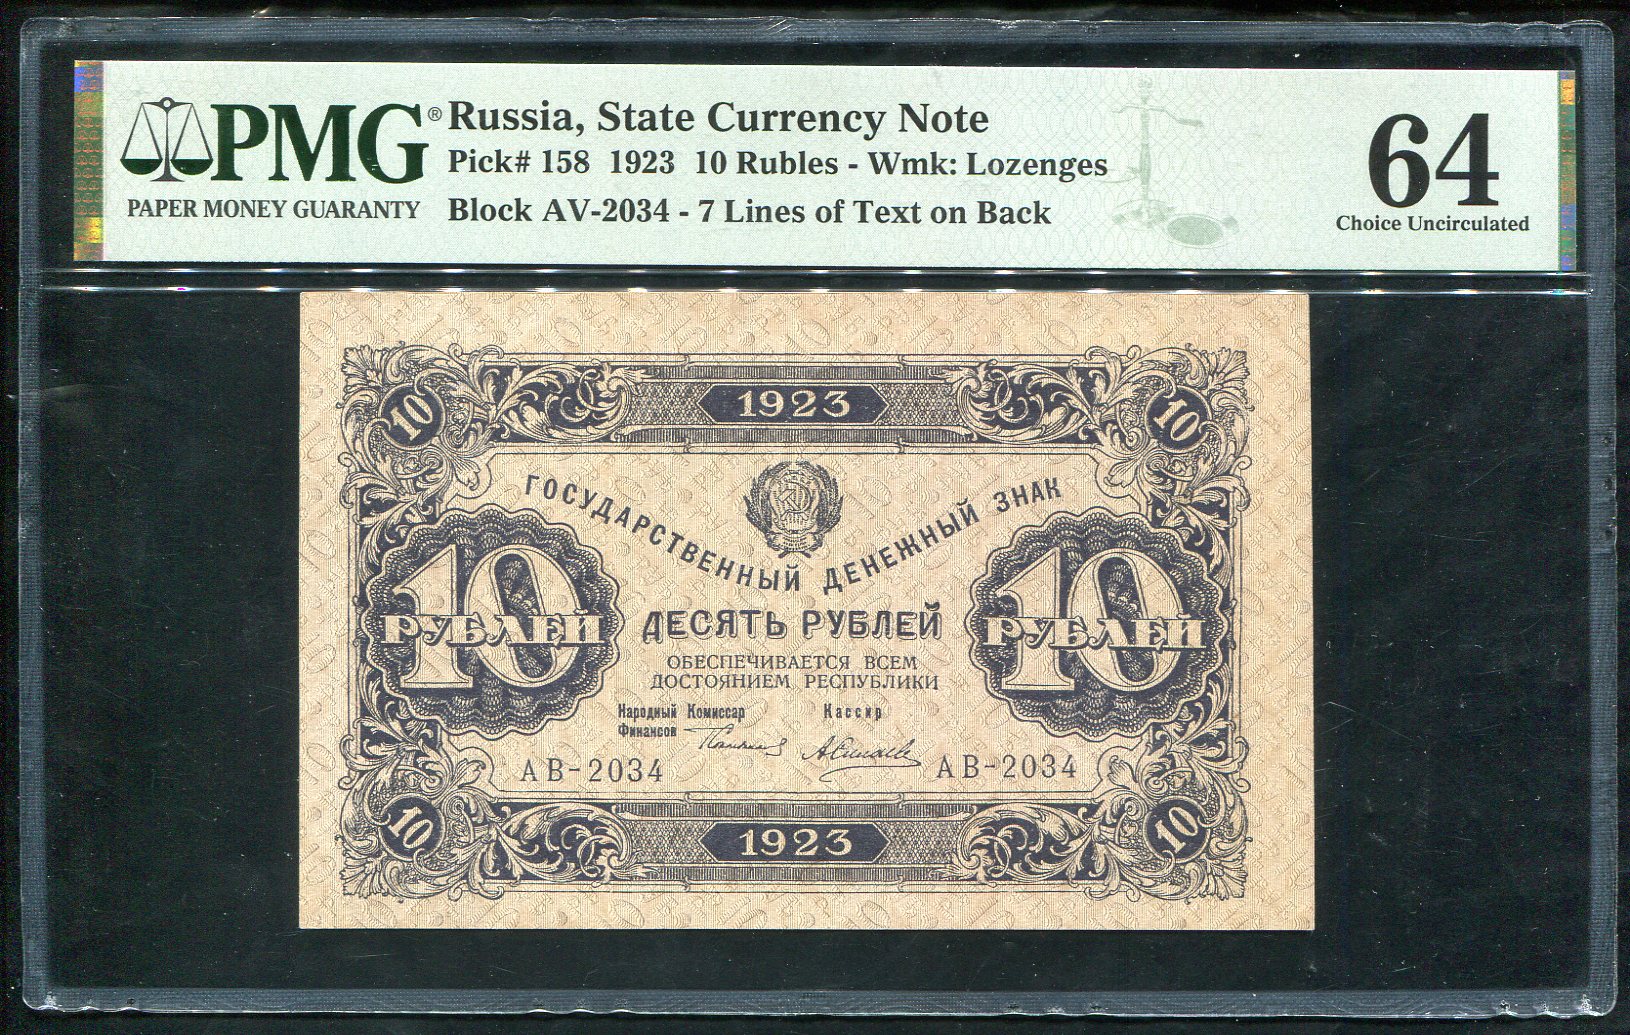 PMG®
PAPER MONEY GUARANTY
Russia, State Currency Note
Pick# 158 1923 10 Rubles - Wmk: Lozenges
Block AV-2034 - 7 Lines of Text on Back
64
Choice Uncirculated
10
1923
10
ГОСУДАРСТВЕННЫЙ ДЕНЕЖНЫЙ ЗНАК
10
РУБЛЕЙ
ДЕСЯТЬ РУБЛЕЙ
10
РУБЛЕЙ
ОБЕСПЕЧИВАЕТСЯ ВСЕМ
ДОСТОЯНИЕМ РЕСПУБЛИКИ
Народный Комиссар
Финансов
Кассир
АВ-2034
АВ-2034
10
1923
10